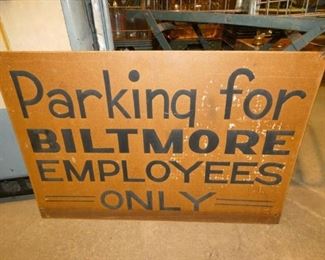 Parking for
BILTMORE
EMPLOYEES
ONLY